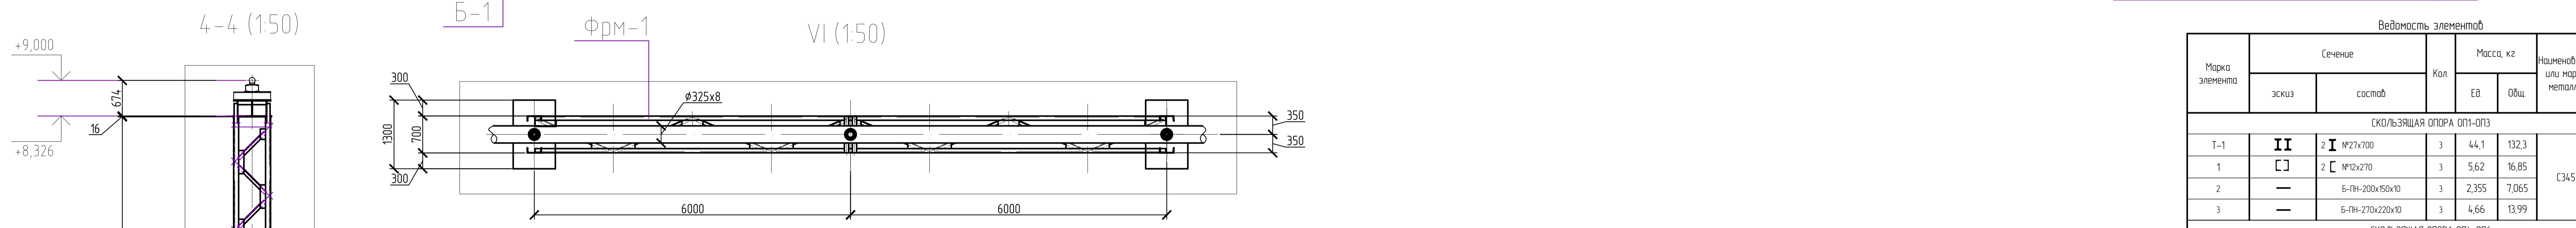 4-4 (1:50)
+9,000
674
16
+8,326
Б-1
Фрм-1
VI (1:50)
300
1300
700
300
Ø325х8
350
350
6000
6000
Ведомость элементов
Марка элемента
Сечение
Кол.
Масса, кг
эскиз
состав
Ед.
Общ.
СКОЛЬЗЯЩАЯ ОПОРА ОП1-ОП3
Т-1 2 №27х700 3 44,1 132,3
1 2 №12х270 3 5,62 16,85
С345
2 Б-ПН-200х150х10 3 2,355 7,065
3 Б-ПН-270х220х10 3 4,66 13,99